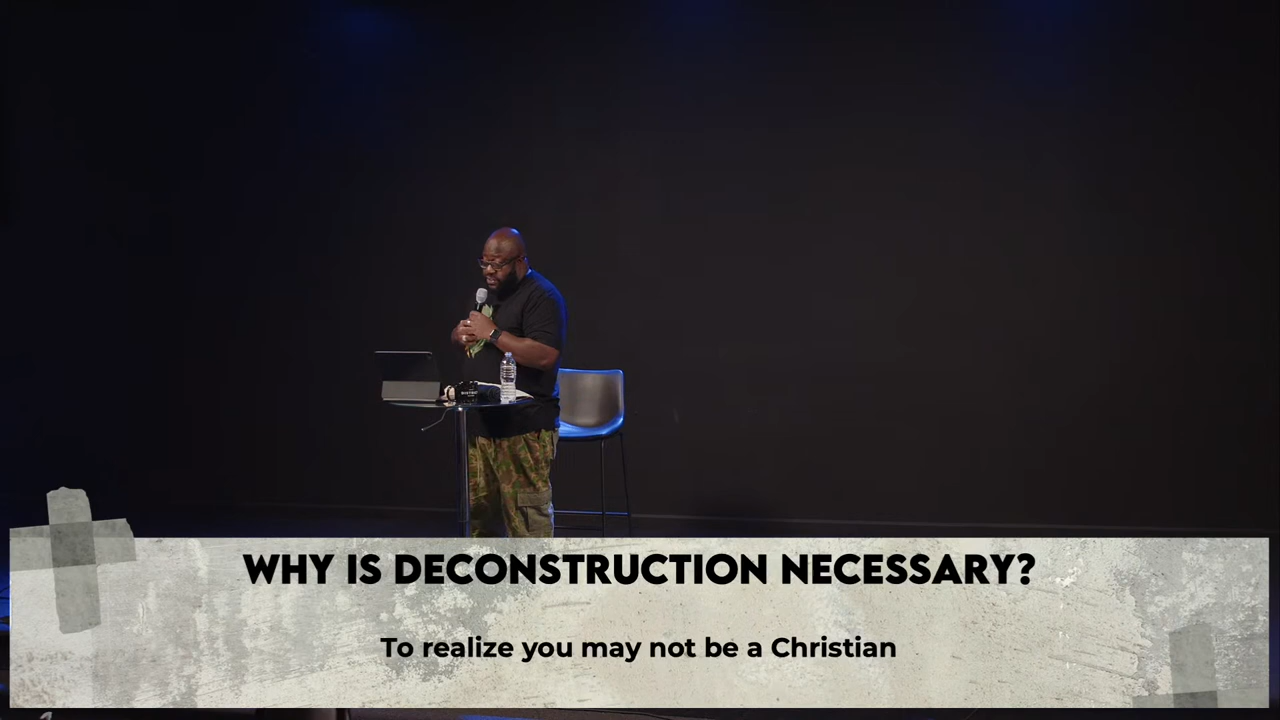 WHY IS DECONSTRUCTION NECESSARY?
To realize you may not be a Christian